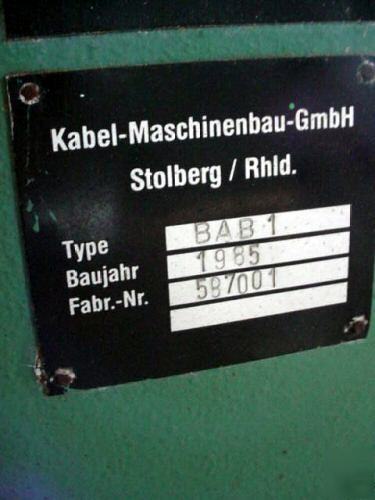 Kabel-Maschinenbau-GmbH
Stolberg / Rhld.
Type BAB 1
Baujahr 1985
Fabr.-Nr. 587001